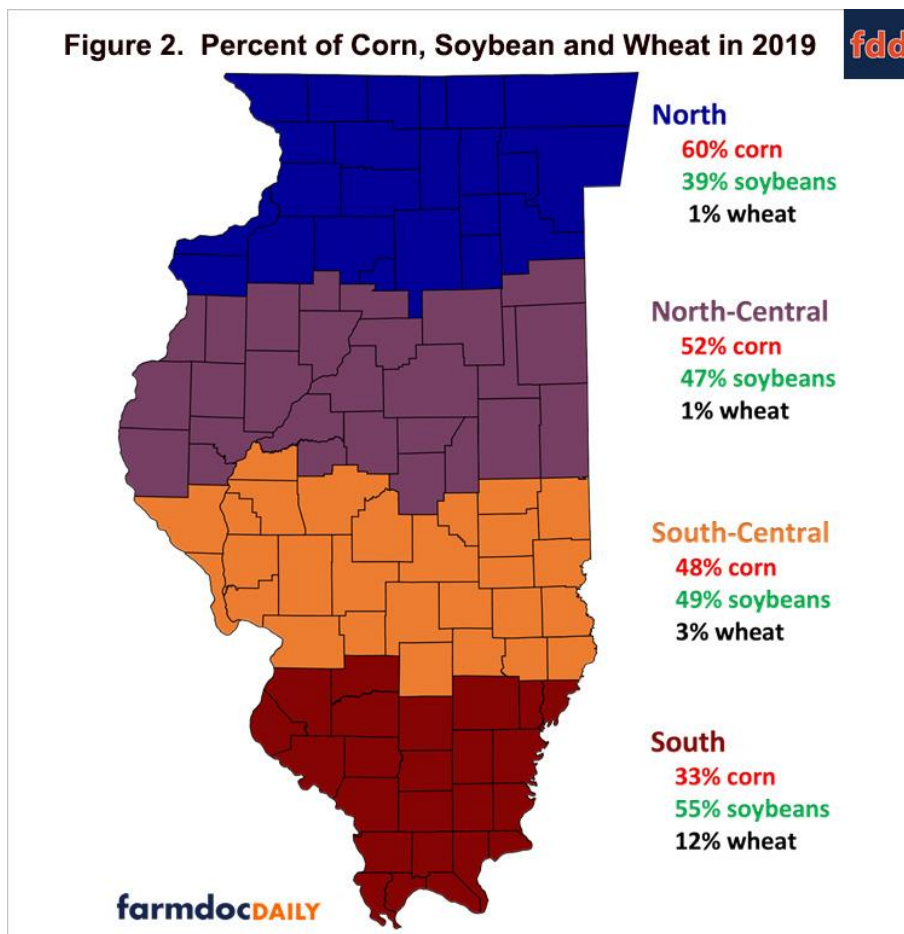 Figure 2. Percent of Corn, Soybean and Wheat in 2019
fdd
North
60% corn
39% soybeans
1% wheat
North-Central
52% corn
47% soybeans
1% wheat
South-Central
48% corn
49% soybeans
3% wheat
South
33% corn
55% soybeans
12% wheat
farmdocDAILY